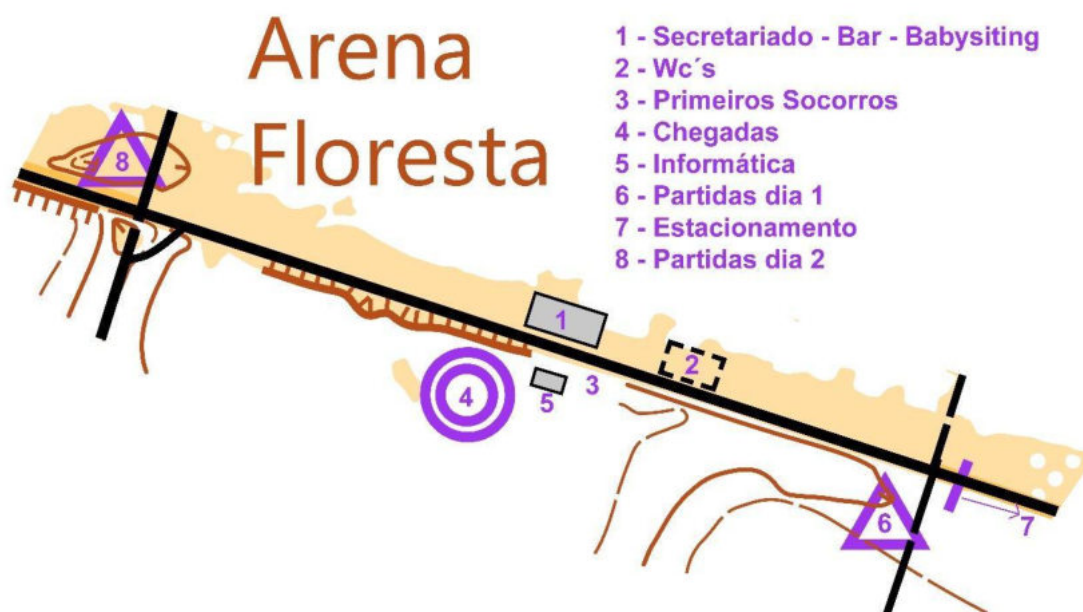 Arena
Floresta
1 - Secretariado - Bar - Babysiting
2 - Wc´s
3 - Primeiros Socorros
4 - Chegadas
5 - Informática
6 - Partidas dia 1
7 - Estacionamento
8 - Partidas dia 2
8
1
2
3
4
5
6
7